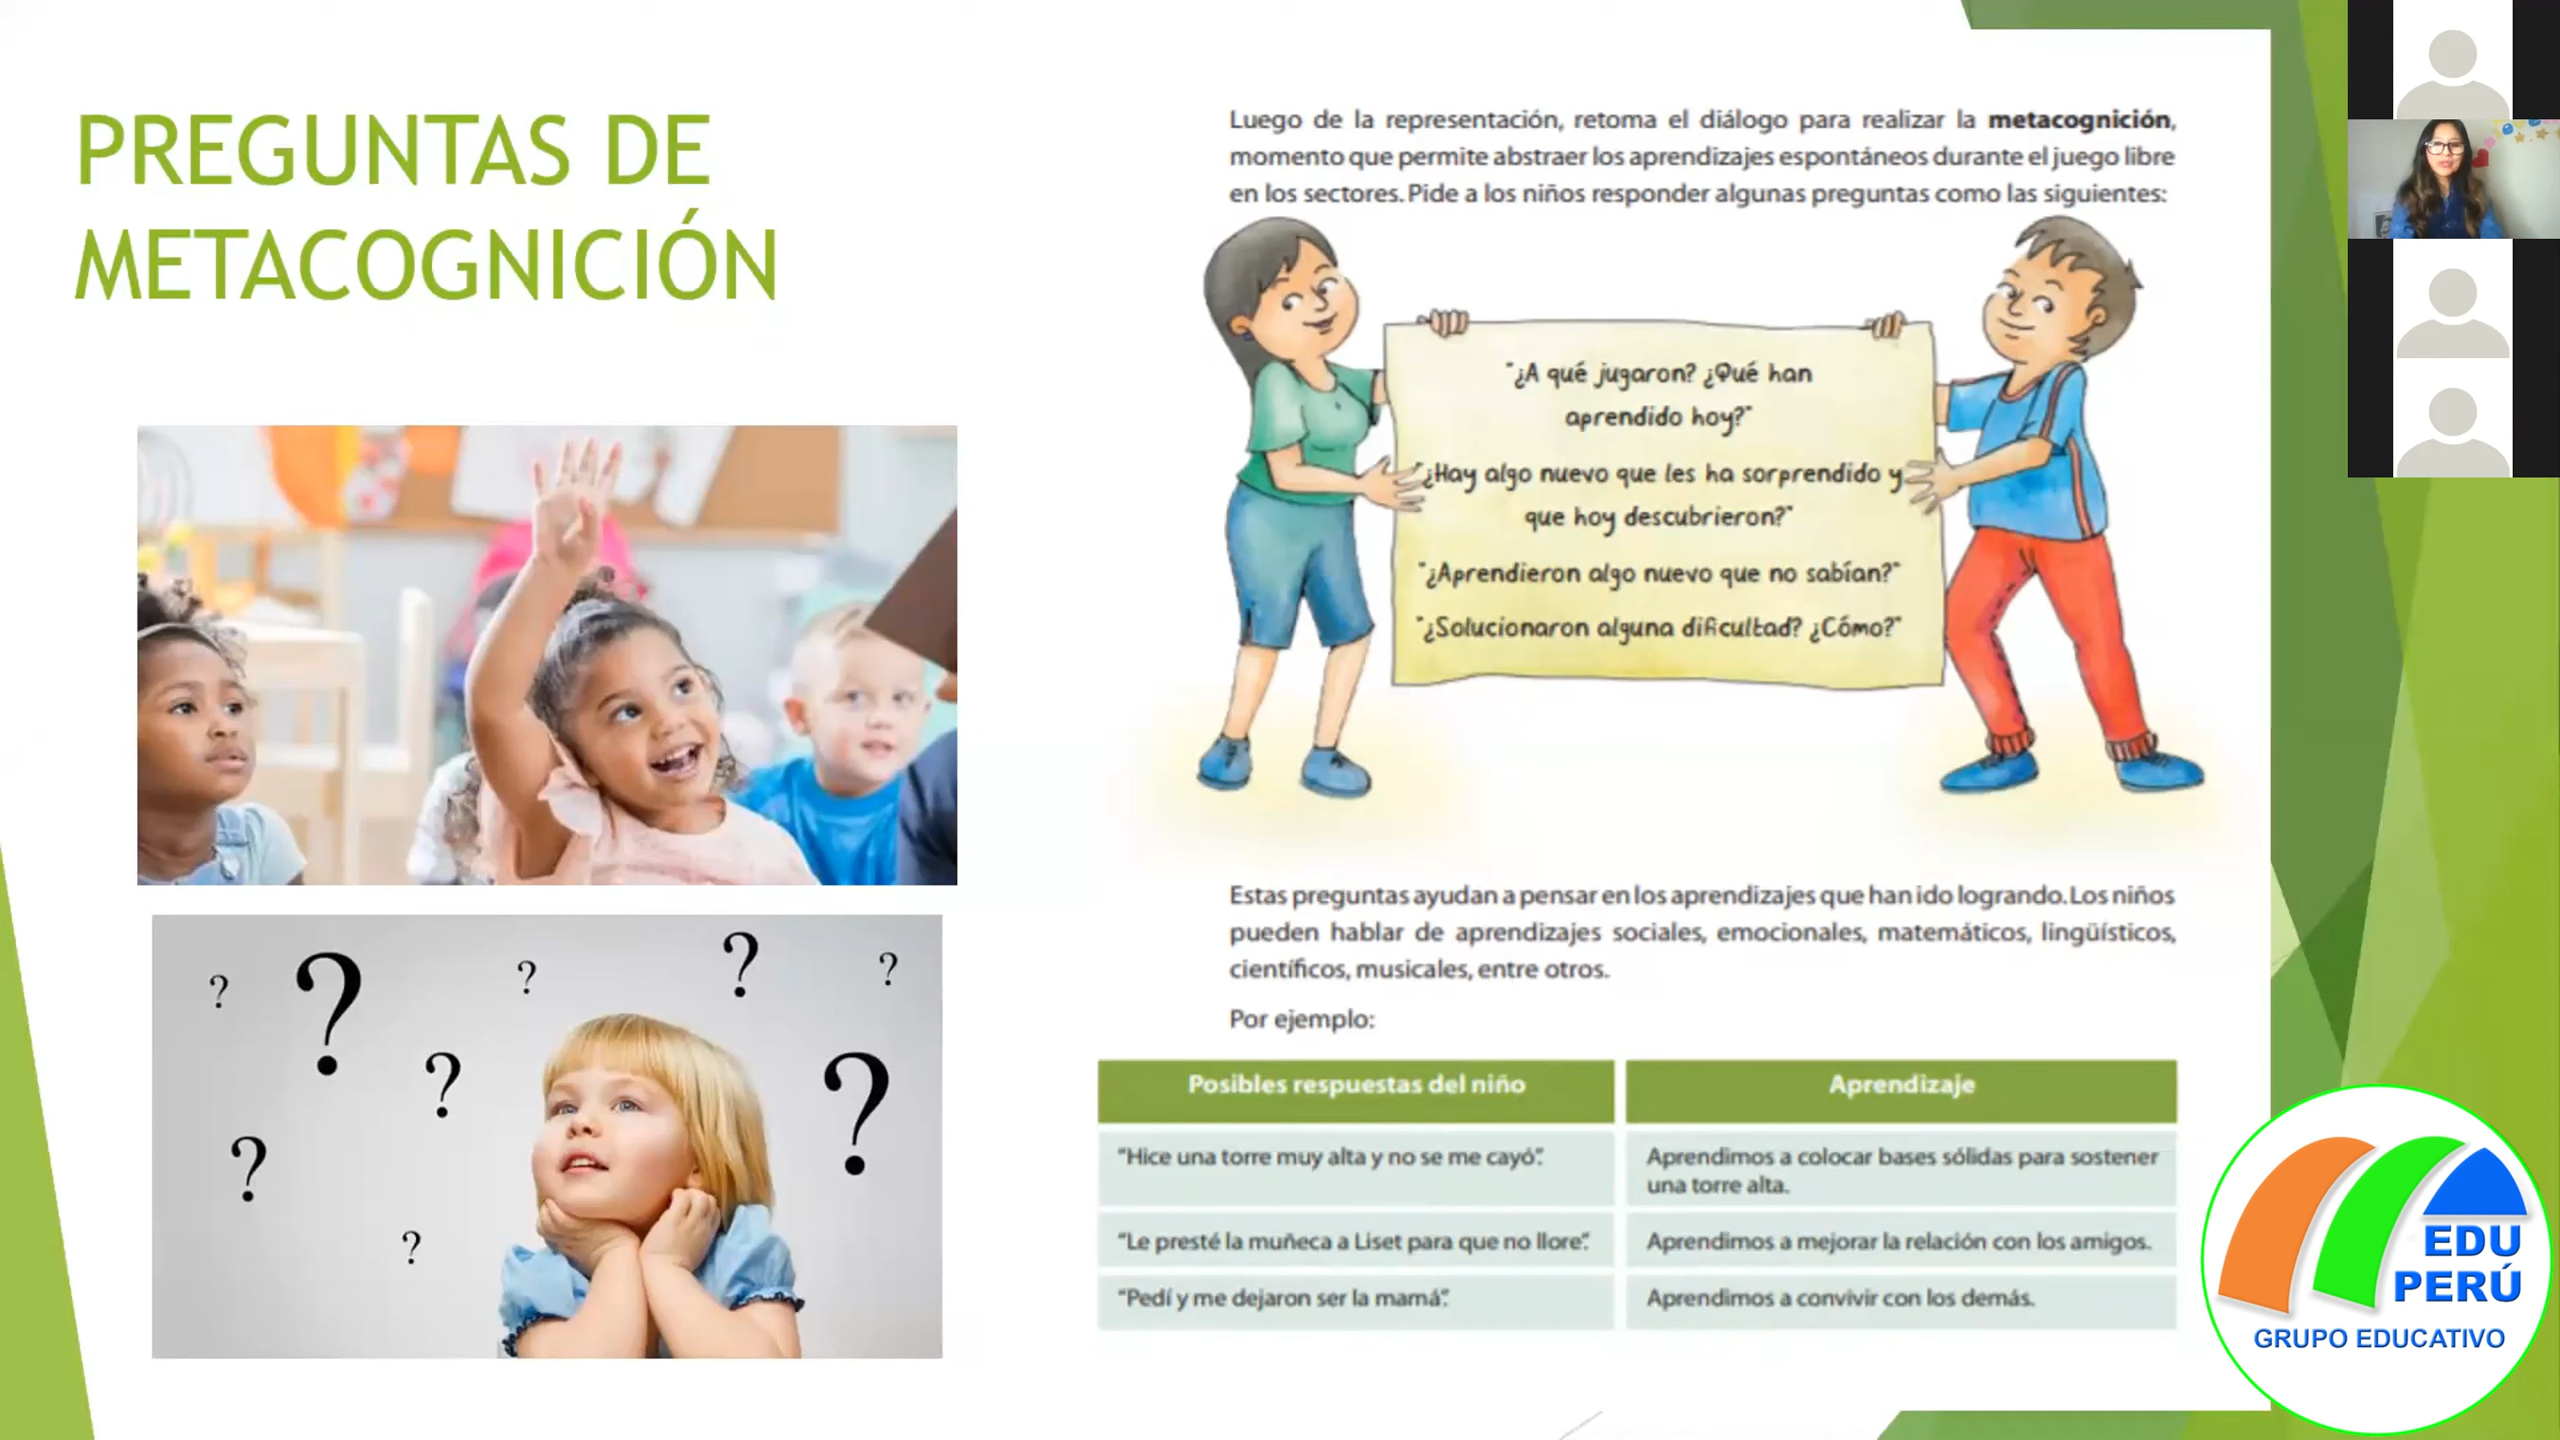 PREGUNTAS DE
METACOGNICIÓN
Luego de la representación, retoma el diálogo para realizar la metacognición,
momento que permite abstraer los aprendizajes espontáneos durante el juego libre
en los sectores. Pide a los niños responder algunas preguntas como las siguientes:
"¿A qué jugaron? ¿Qué han
aprendido hoy?"
"¿Hay algo nuevo que les ha sorprendido y
que hoy descubrieron?"
"¿Aprendieron algo nuevo que no sabían?"
"¿Solucionaron alguna dificultad? ¿Cómo?"
Estas preguntas ayudan a pensar en los aprendizajes que han ido logrando. Los niños
pueden hablar de aprendizajes sociales, emocionales, matemáticos, lingüísticos,
científicos, musicales, entre otros.
Por ejemplo:
Posibles respuestas del niño
Aprendizaje
"Hice una torre muy alta y no se me cayó".
Aprendimos a colocar bases sólidas para sostener
una torre alta.
"Le presté la muñeca a Liset para que no llore".
Aprendimos a mejorar la relación con los amigos.
"Pedí y me dejaron ser la mamá".
Aprendimos a convivir con los demás.
? ? ? ? ? ? ? ? ?
EDU
PERÚ
GRUPO EDUCATIVO